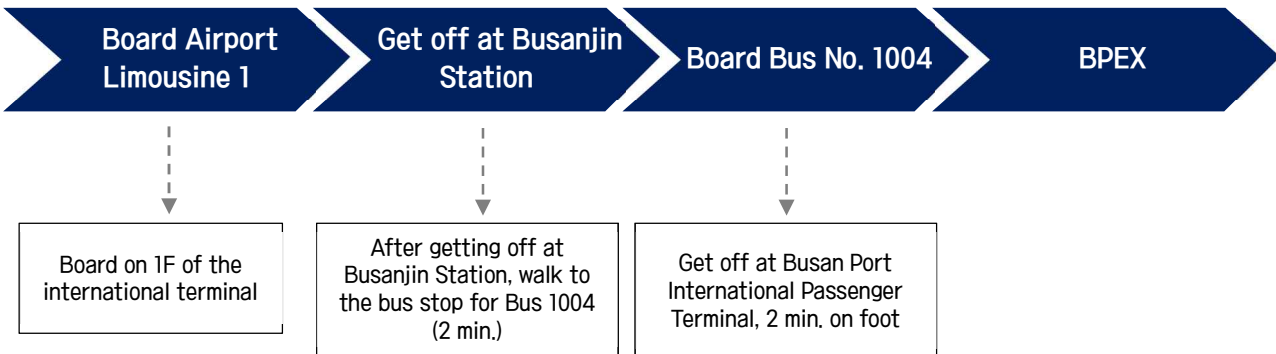 Board Airport
Limousine 1
Get off at Busanjin
Station
Board Bus No. 1004
BPEX
Board on 1F of the
international terminal
After getting off at
Busanjin Station, walk to
the bus stop for Bus 1004
(2 min.)
Get off at Busan Port
International Passenger
Terminal, 2 min. on foot